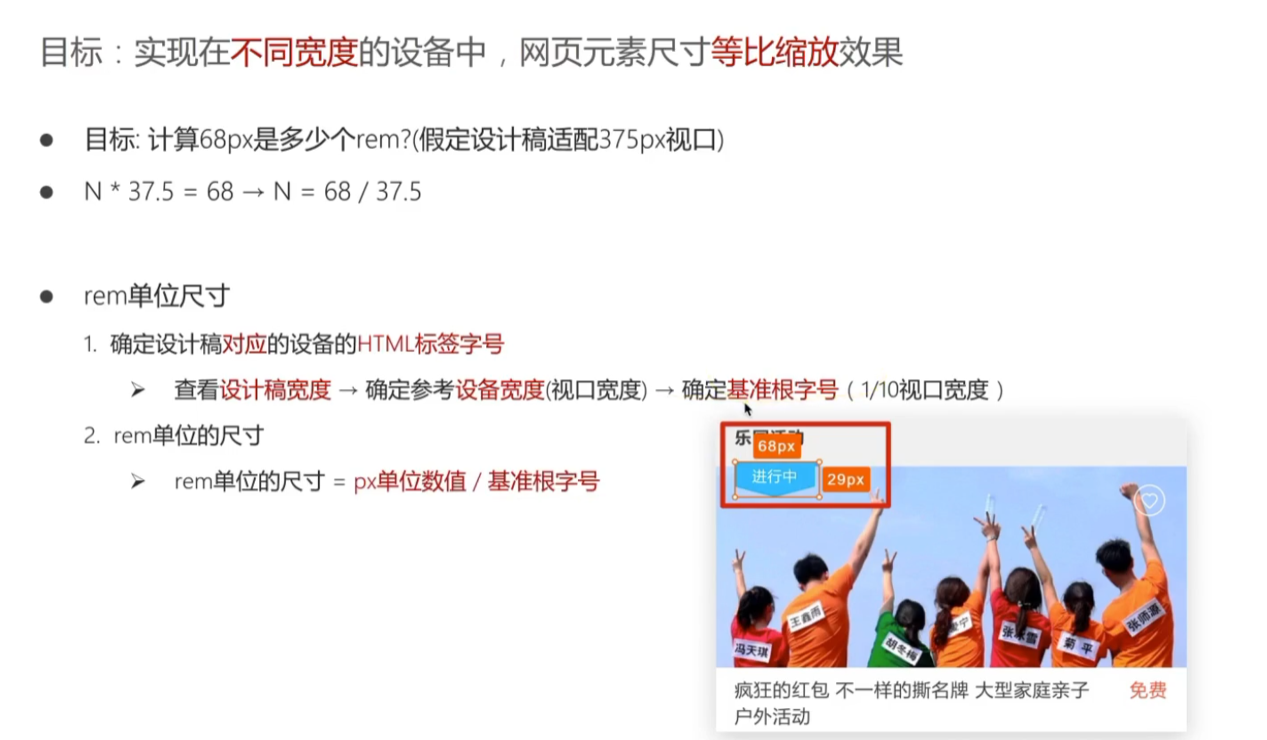 目标：实现在不同宽度的设备中，网页元素尺寸等比缩放效果
● 目标: 计算68px是多少个rem?(假定设计稿适配375px视口)
● N * 37.5 = 68 → N = 68 / 37.5
● rem单位尺寸
1. 确定设计稿对应的设备的HTML标签字号
➢ 查看设计稿宽度 → 确定参考设备宽度(视口宽度) → 确定基准根字号（1/10视口宽度）
2. rem单位的尺寸
➢ rem单位的尺寸 = px单位数值 / 基准根字号
68px
进行中
29px
王鑫雨
冯天琪
胡冬梅
张冰雪
菊平
张师源
疯狂的红包 不一样的撕名牌 大型家庭亲子
户外活动
免费